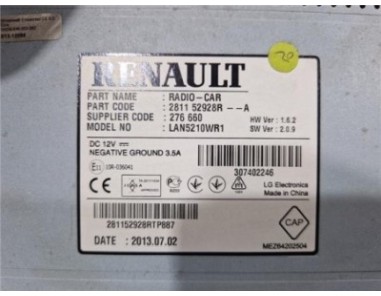 RENAULT
PART NAME : RADIO-CAR
PART CODE : 2811 52928R --A
SUPPLIER CODE : 276 660
MODEL NO : LAN5210WR1
HW Ver : 1.6.2
SW Ver : 2.0.9
DC 12V
NEGATIVE GROUND 3.5A
307402246
LG Electronics
Made in China
281152928RTP887
DATE : 2013.07.02
CAP
MEZ64202504